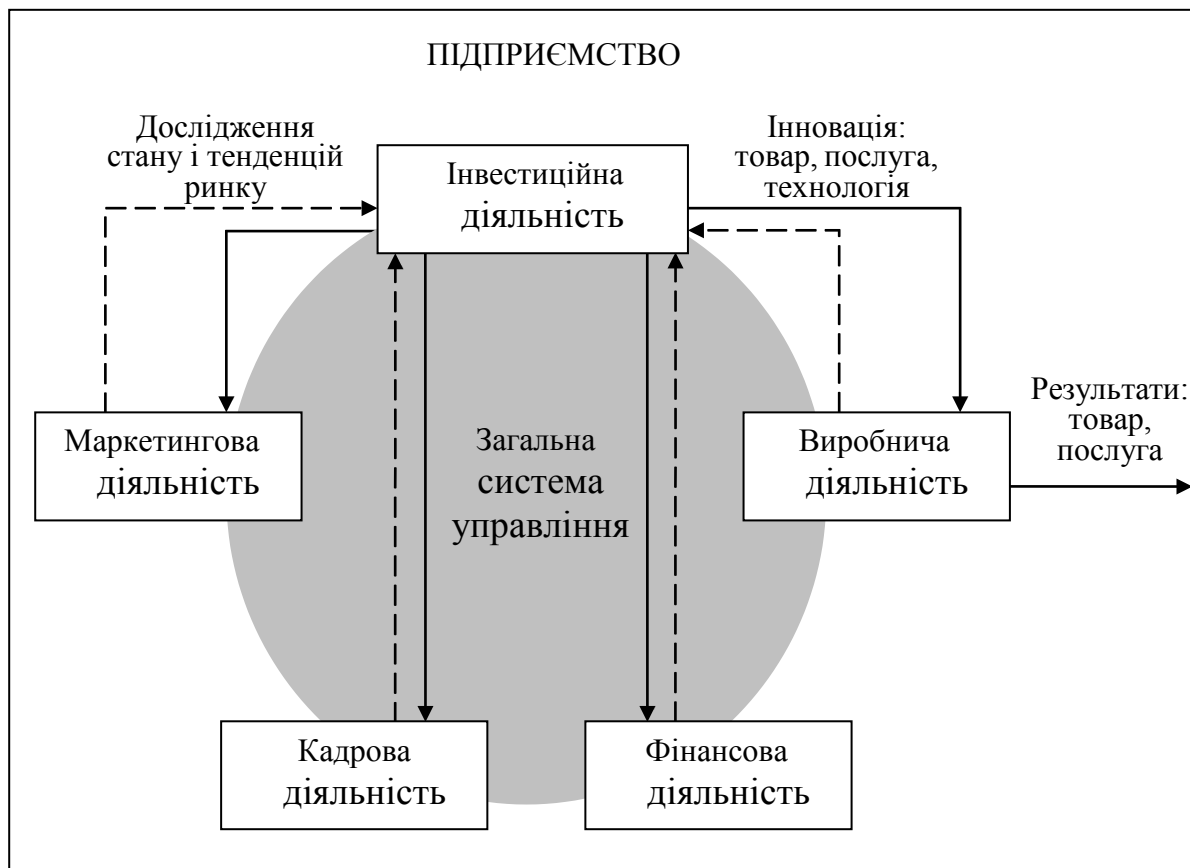 ПІДПРИЄМСТВО
Дослідження
стану і тенденцій
ринку
Інвестиційна
діяльність
Інновація:
товар, послуга,
технологія
Маркетингова
діяльність
Загальна
система
управління
Виробнича
діяльність
Результати:
товар,
послуга
Кадрова
діяльність
Фінансова
діяльність